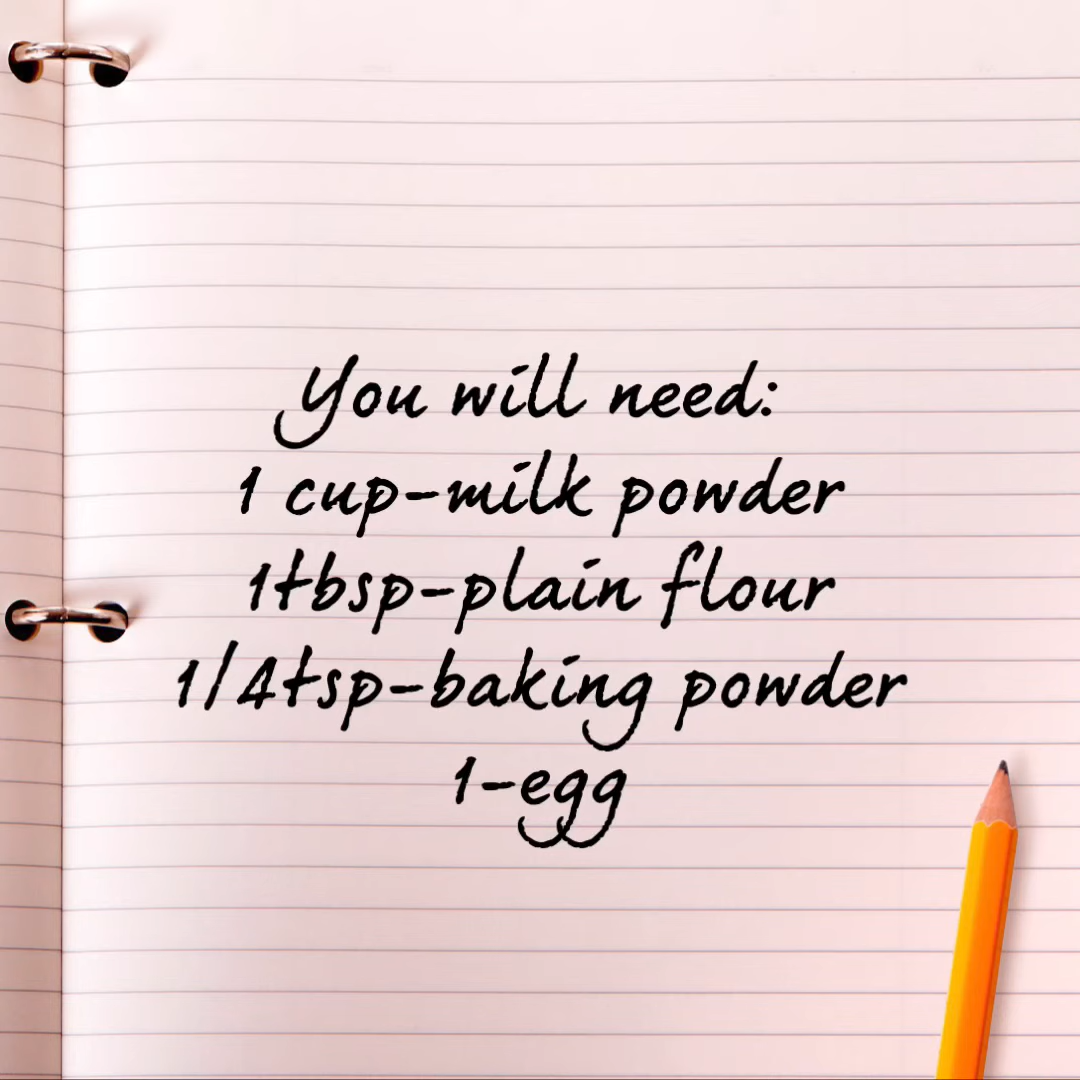 You will need:
1 cup-milk powder
1tbsp-plain flour
1/4tsp-baking powder
1-egg